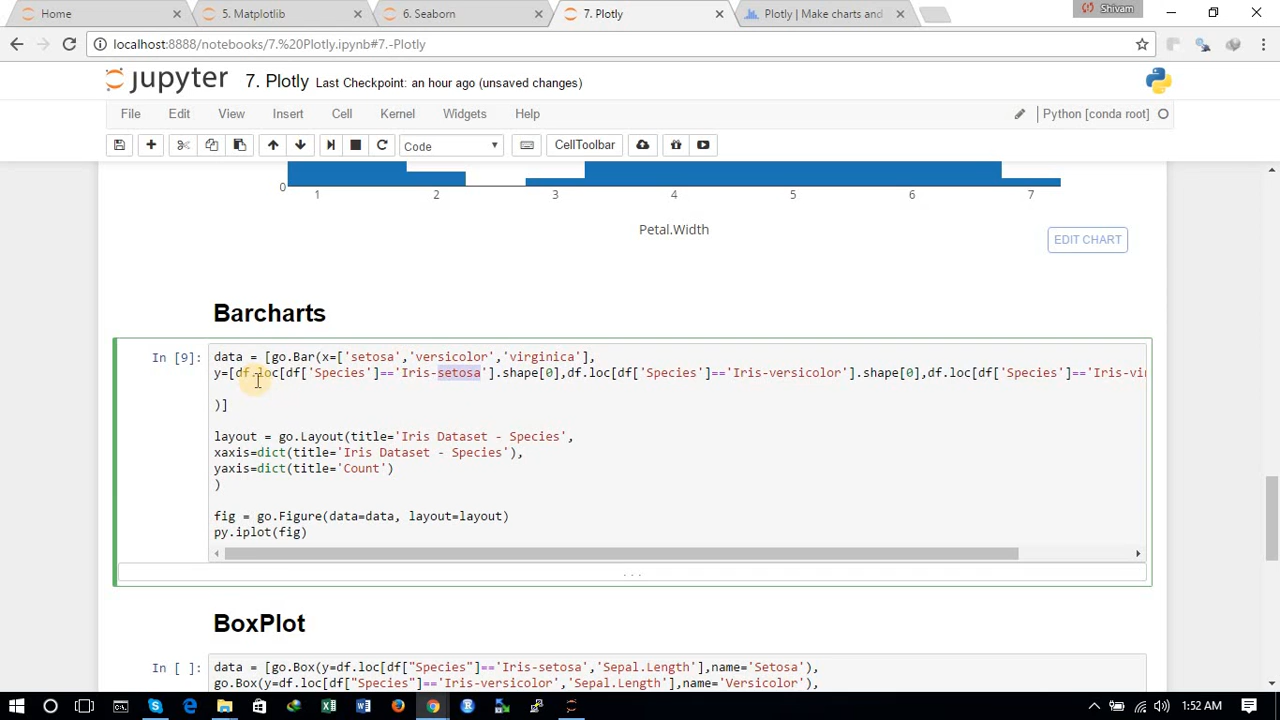 Home
5. Matplotlib
6. Seaborn
7. Plotly
Plotly | Make charts and
Shivam
localhost:8888/notebooks/7.%20Plotly.ipynb#7.-Plotly
jupyter 7. Plotly Last Checkpoint: an hour ago (unsaved changes)
File Edit View Insert Cell Kernel Widgets Help Python [conda root]
Code CellToolbar
0
1 2 3 4 5 6 7
Petal.Width
EDIT CHART
Barcharts
In [9]: data = [go.Bar(x=['setosa','versicolor','virginica'],
y=[df.loc[df['Species']=='Iris-setosa'].shape[0],df.loc[df['Species']=='Iris-versicolor'].shape[0],df.loc[df['Species']=='Iris-vir
)]
layout = go.Layout(title='Iris Dataset - Species',
xaxis=dict(title='Iris Dataset - Species'),
yaxis=dict(title='Count')
)
fig = go.Figure(data=data, layout=layout)
py.iplot(fig)
. . .
BoxPlot
In [ ]: data = [go.Box(y=df.loc[df["Species"]=='Iris-setosa','Sepal.Length'],name='Setosa'),
go.Box(y=df.loc[df["Species"]=='Iris-versicolor','Sepal.Length'],name='Versicolor'),
1:52 AM